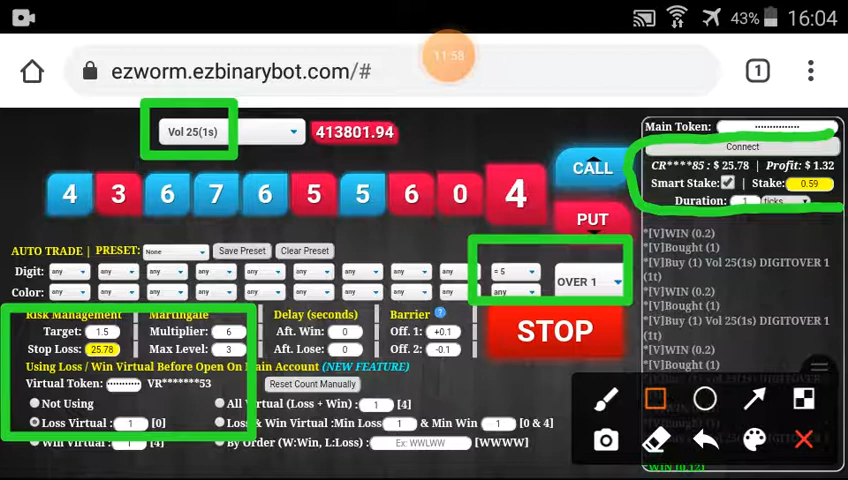 43% 16:04
11:58
ezworm.ezbinarybot.com/# 1
Vol 25(1s) 413801.94
Main Token: ••••••••••••••
Connect
CR****85 : $ 25.78 | Profit: $ 1.32
Smart Stake: | Stake: 0.59
Duration: 1 ticks
4 3 6 7 6 5 5 6 0 4
CALL
PUT
AUTO TRADE | PRESET: None Save Preset Clear Preset
Digit: any any any any any any any any any = 5
Color: any any any any any any any any any any
OVER 1
Risk Management Martingale Delay (seconds) Barrier ?
Target: 1.5 Multiplier: 6 Aft. Win: 0 Off. 1: +0.1
Stop Loss: 25.78 Max Level: 3 Aft. Lose: 0 Off. 2: -0.1
STOP
Using Loss / Win Virtual Before Open On Main Account (NEW FEATURE)
Virtual Token: ••••••••••• VR*******53 Reset Count Manually
Not Using All Virtual (Loss + Win): 1 [4]
Loss Virtual: 1 [0] Loss & Win Virtual: Min Loss 1 & Min Win 1 [0 & 4]
Win Virtual: 1 [4] By Order (W:Win, L:Loss): Ex: WWLWW [WWWW]
*[V]WIN (0.2)
*[V]Bought (1)
*[V]Buy (1) Vol 25(1s) DIGITOVER 1
(1t)
*[V]WIN (0.2)
*[V]Bought (1)
*[V]Buy (1) Vol 25(1s) DIGITOVER 1
(1t)
*[V]WIN (0.2)
*[V]Bought (1)
WIN (0.12)